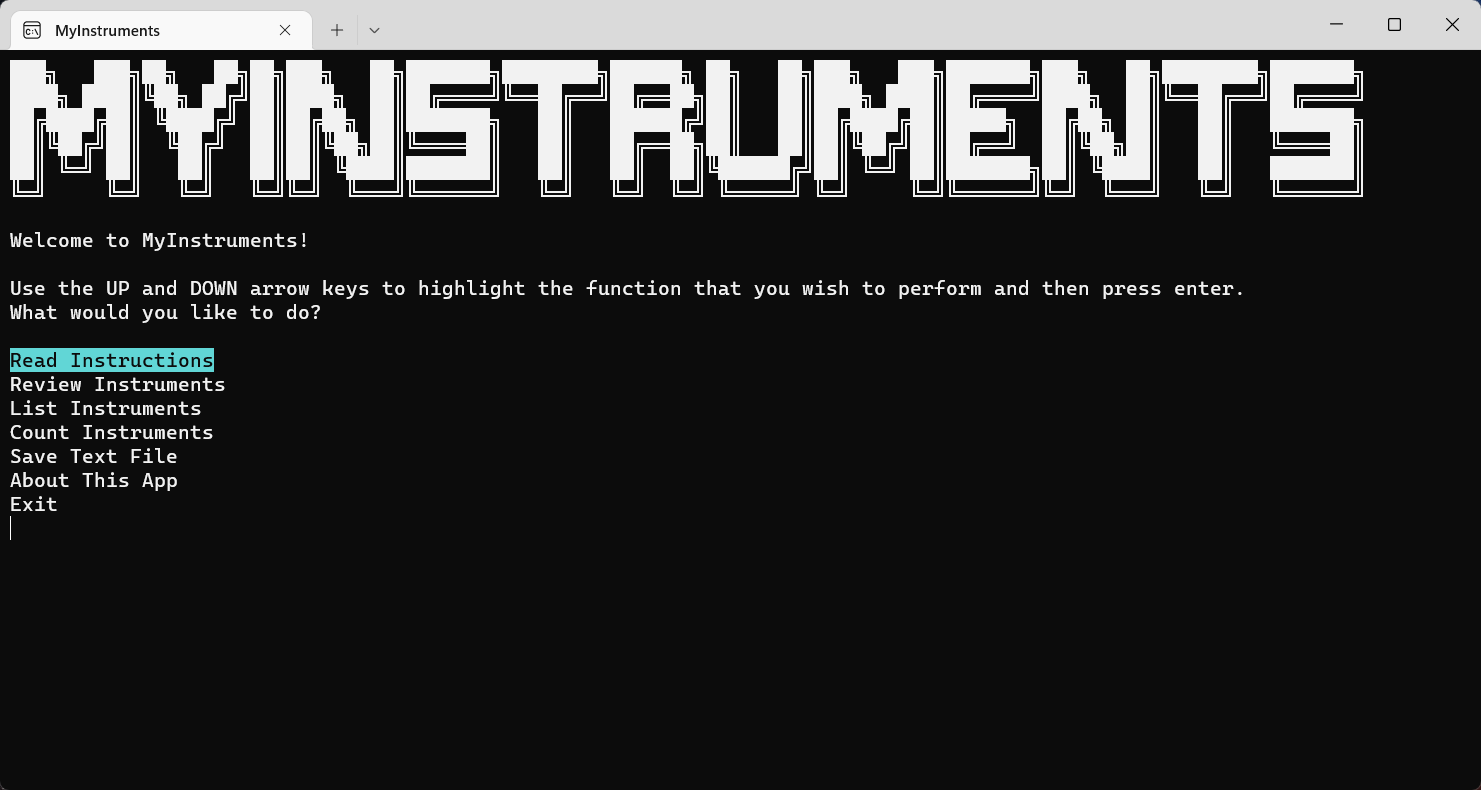 MyInstruments
MYINSTRUMENTS
Welcome to MyInstruments!
Use the UP and DOWN arrow keys to highlight the function that you wish to perform and then press enter.
What would you like to do?
Read Instructions
Review Instruments
List Instruments
Count Instruments
Save Text File
About This App
Exit